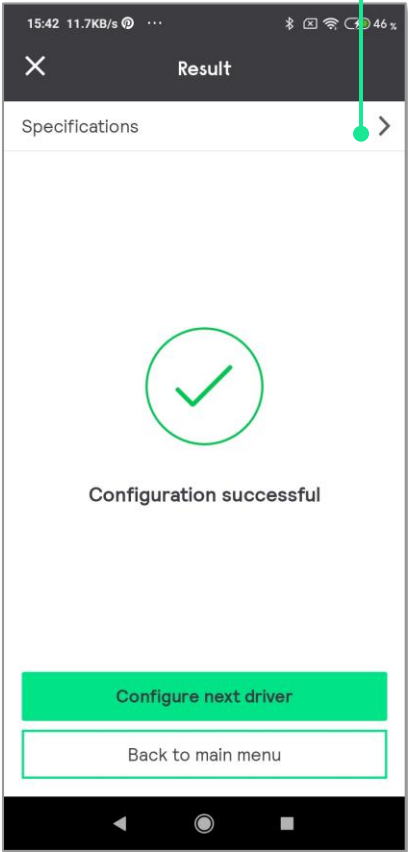 15:42 11.7KB/s ··· 46 %
Result
Specifications
Configuration successful
Configure next driver
Back to main menu